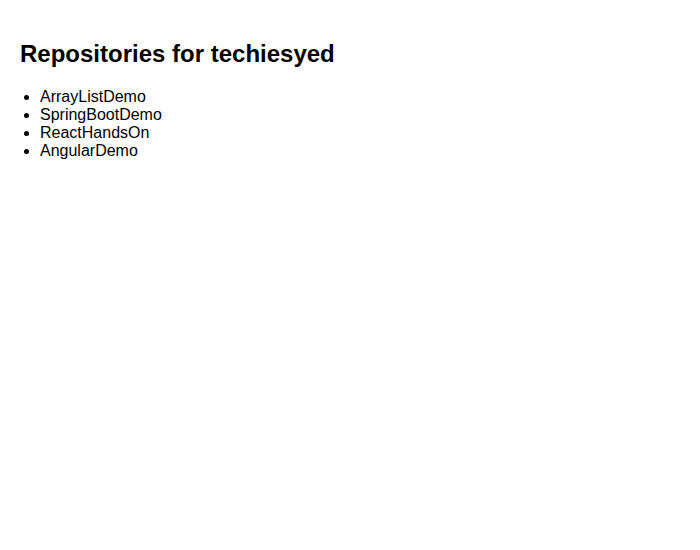 Repositories for techiesyed
ArrayListDemo
SpringBootDemo
ReactHandsOn
AngularDemo